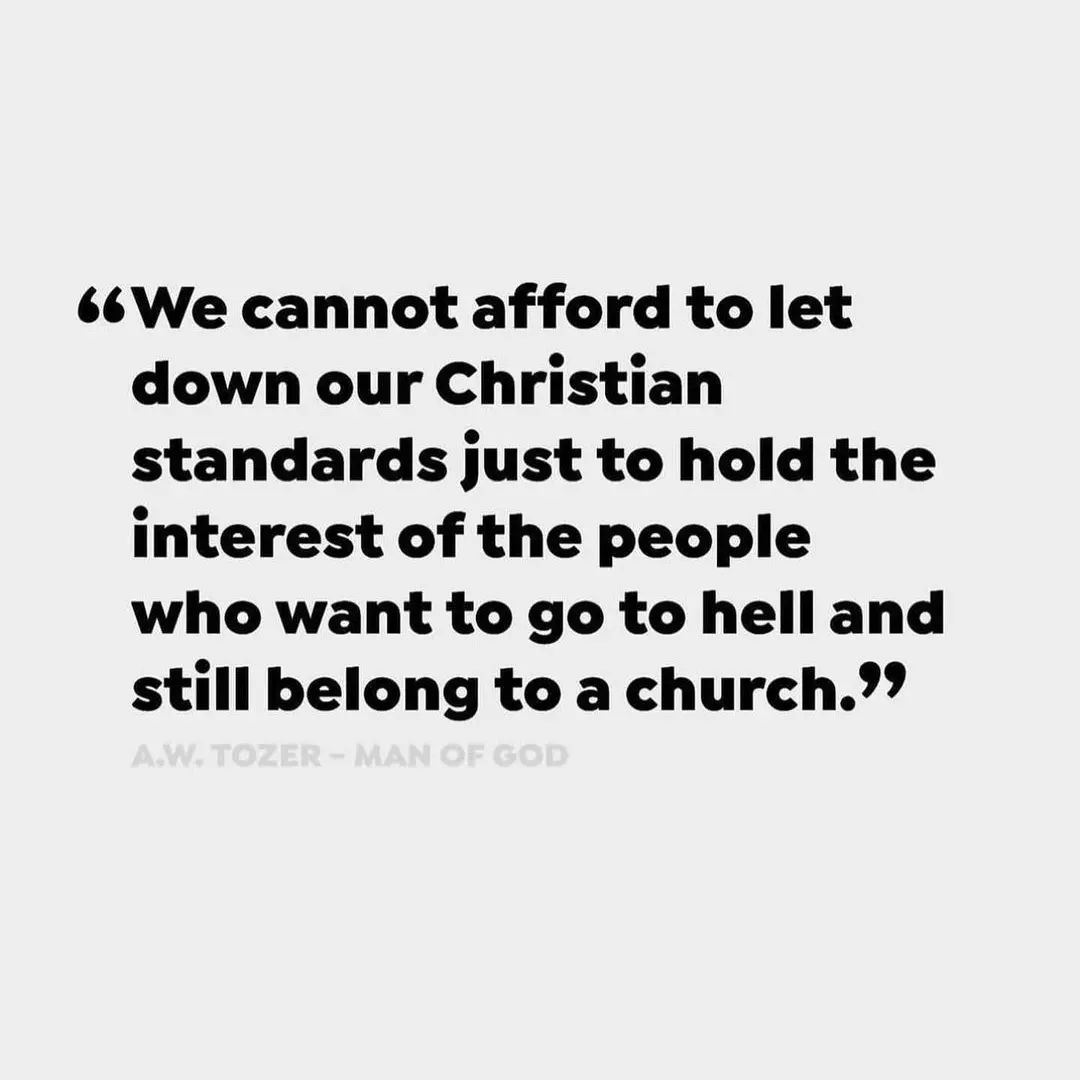 “We cannot afford to let
down our Christian
standards just to hold the
interest of the people
who want to go to hell and
still belong to a church.”
A.W. TOZER – MAN OF GOD